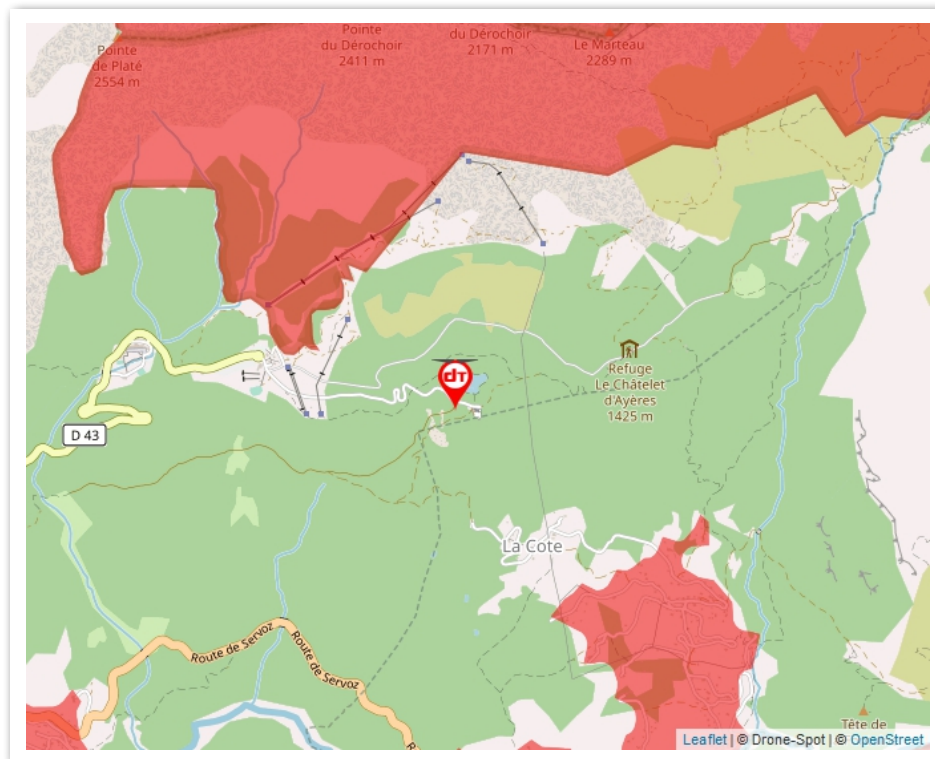 Pointe
de Platé
2554 m
Pointe
du Dérochoir
2411 m
du Dérochoir
2171 m
Le Marteau
2289 m
D 43
dT
Refuge
Le Châtelet
d'Ayères
1425 m
La Cote
Route de Servoz
Route de Servoz
R
Tête de
Leaflet | © Drone-Spot | © OpenStreet